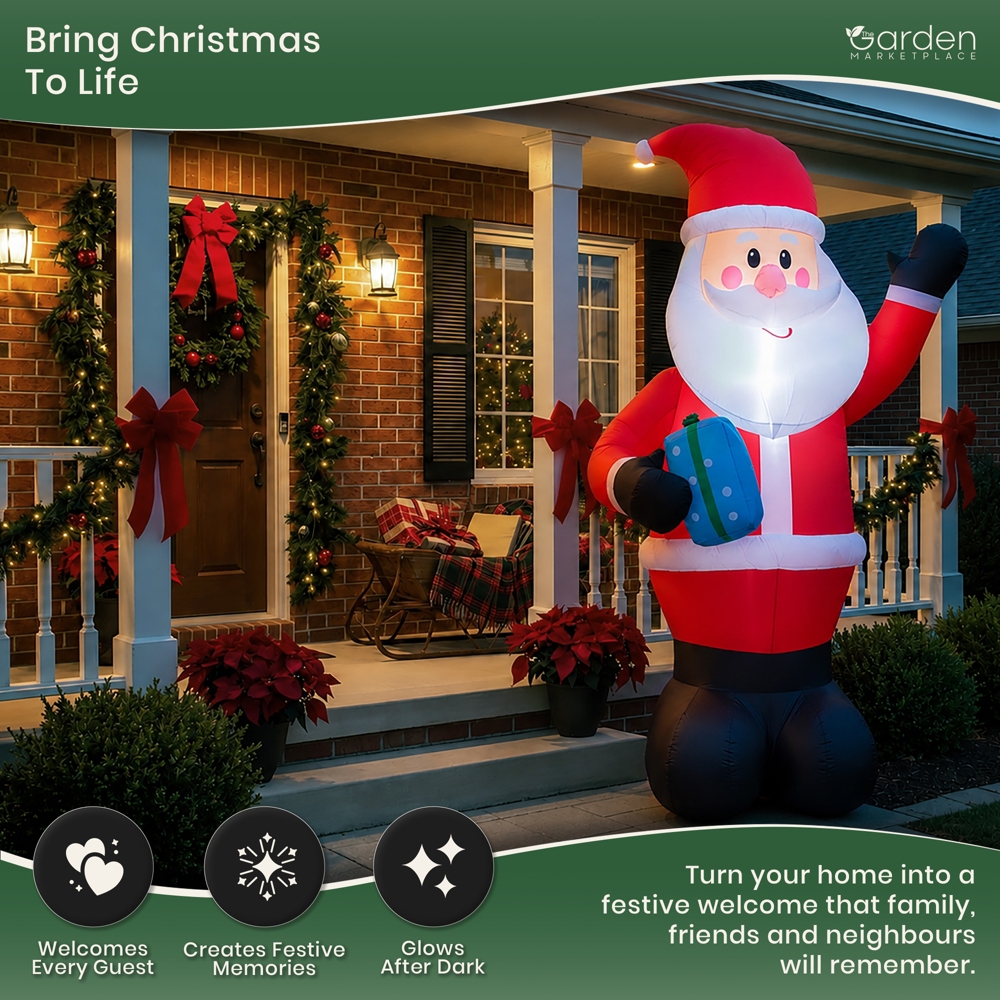 Bring Christmas
To Life
The Garden
MARKETPLACE
Welcomes
Every Guest
Creates Festive
Memories
Glows
After Dark
Turn your home into a
festive welcome that family,
friends and neighbours
will remember.